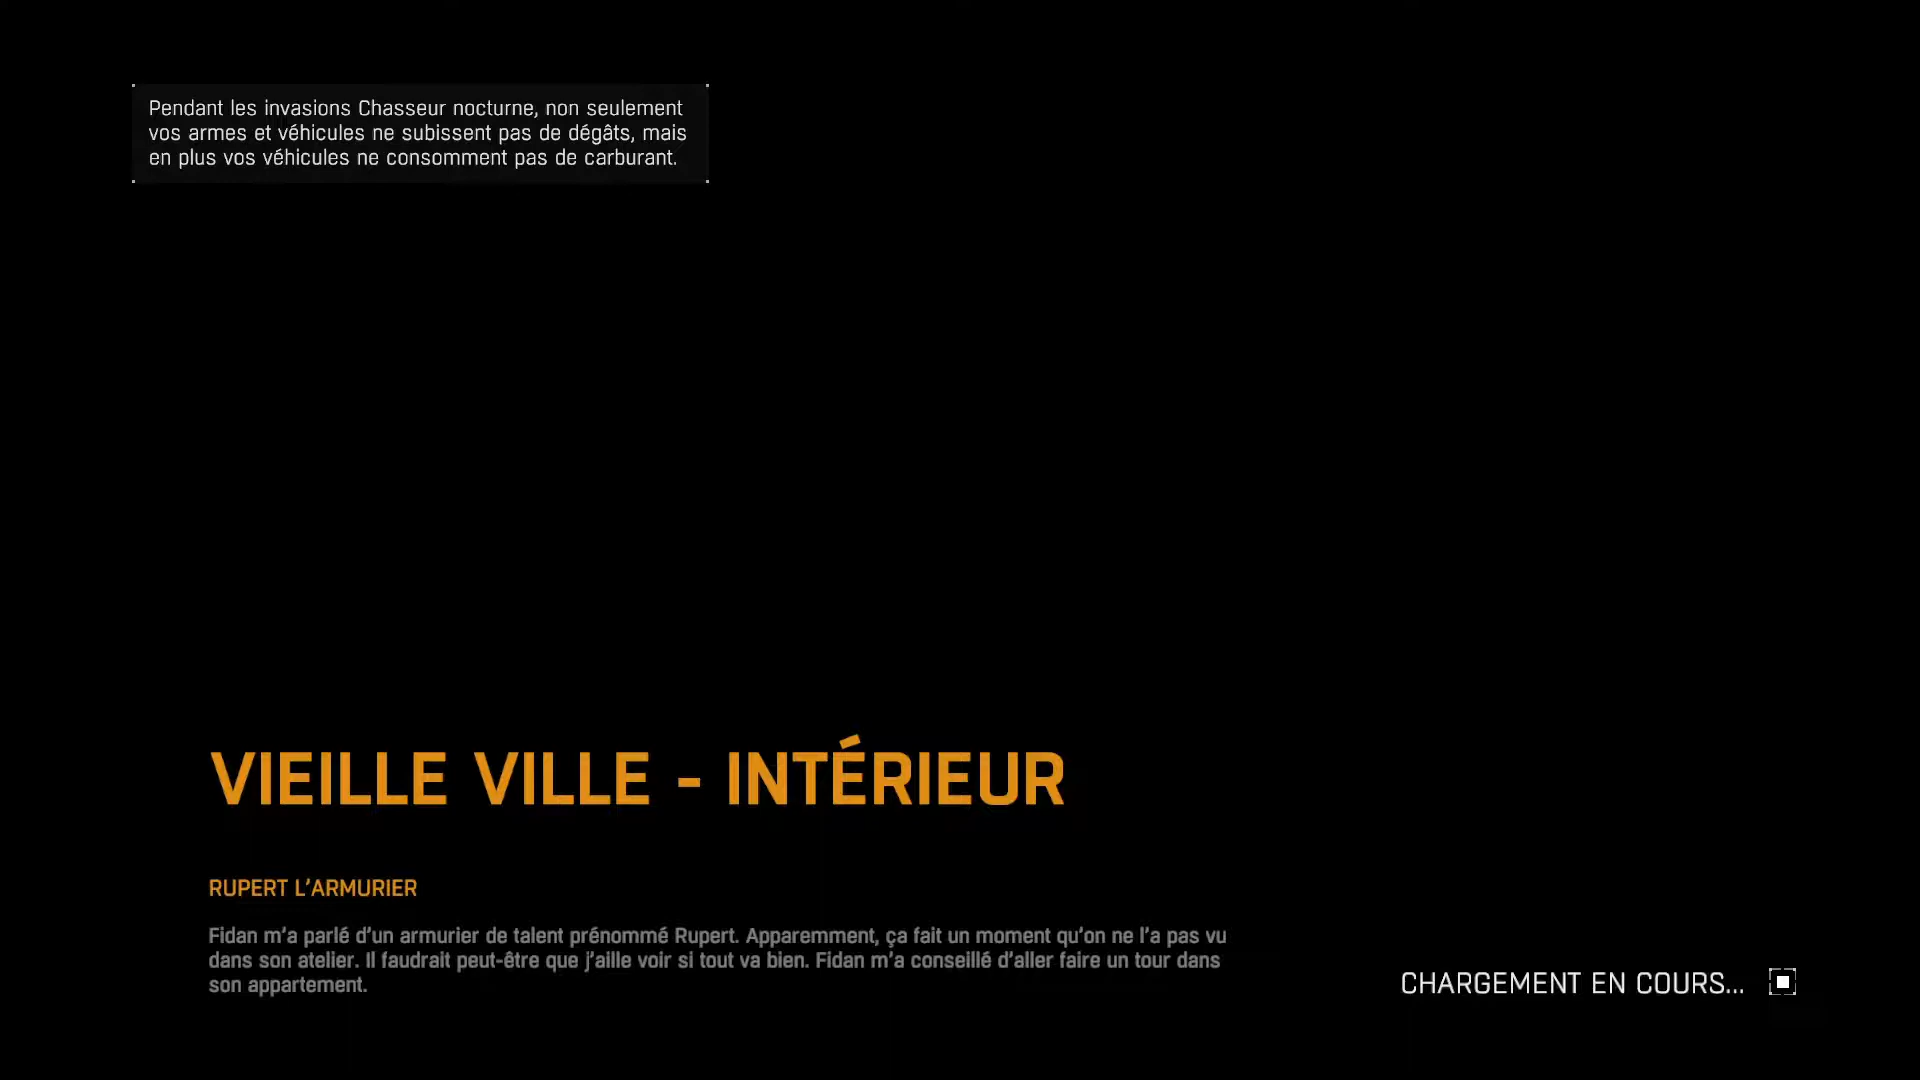 Pendant les invasions Chasseur nocturne, non seulement
vos armes et véhicules ne subissent pas de dégâts, mais
en plus vos véhicules ne consomment pas de carburant.
VIEILLE VILLE - INTÉRIEUR
RUPERT L'ARMURIER
Fidan m'a parlé d'un armurier de talent prénommé Rupert. Apparemment, ça fait un moment qu'on ne l'a pas vu
dans son atelier. Il faudrait peut-être que j'aille voir si tout va bien. Fidan m'a conseillé d'aller faire un tour dans
son appartement.
CHARGEMENT EN COURS...